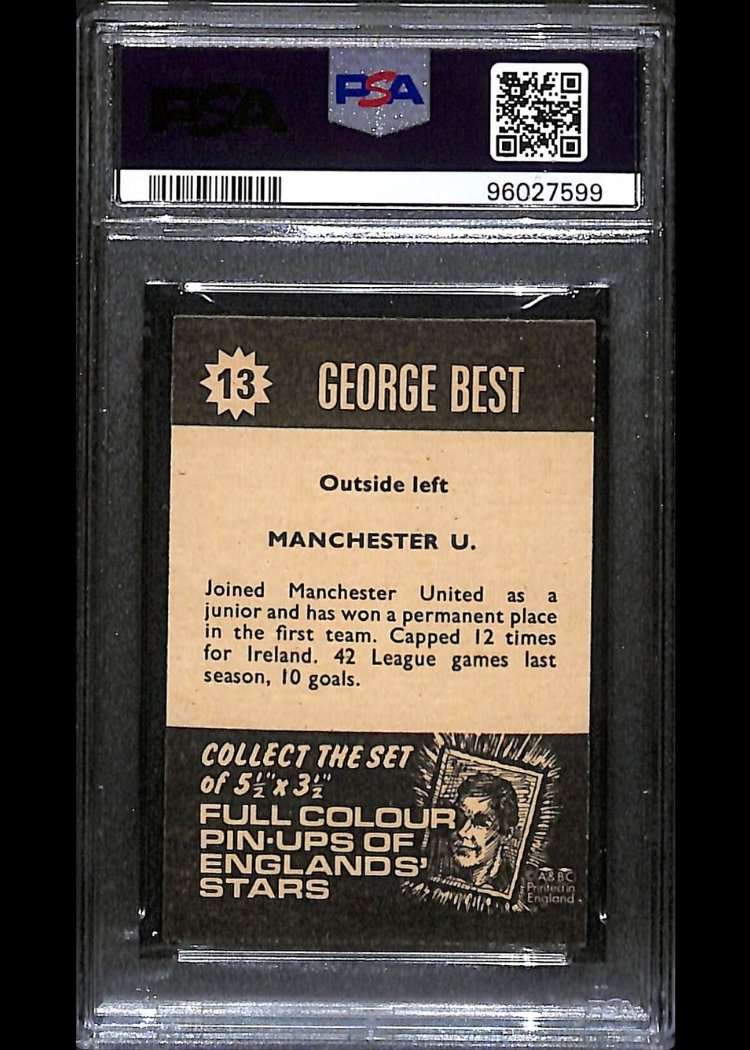 PSA
PSA
96027599
13 GEORGE BEST
Outside left
MANCHESTER U.
Joined Manchester United as a
junior and has won a permanent place
in the first team. Capped 12 times
for Ireland. 42 League games last
season, 10 goals.
COLLECT THE SET
of 5½" x 3½"
FULL COLOUR
PIN-UPS OF
ENGLANDS'
STARS
© A&BC
Printed in
England